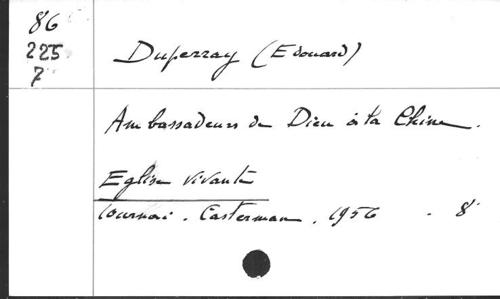 86
225
7
Duperray (Edouard)
Ambassadeurs de Dieu à la Chine.
Eglise vivante
Tournai. Casterman. 1956 . 8°